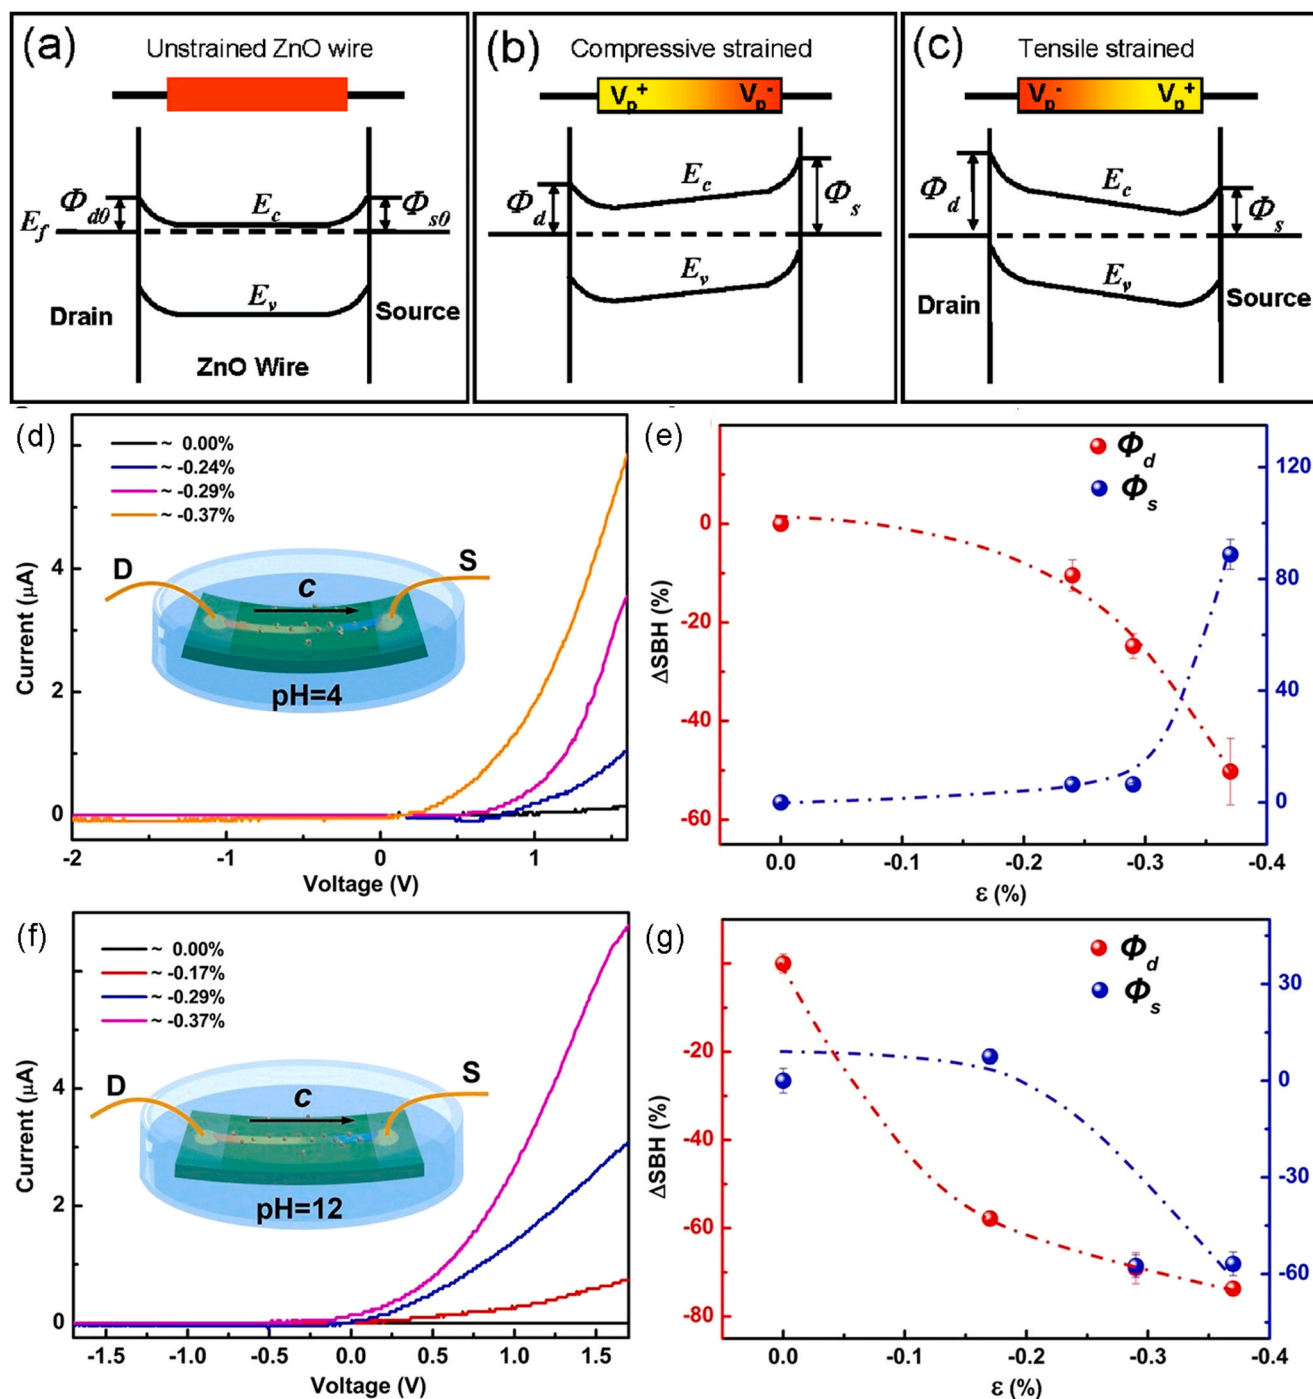 (a) Unstrained ZnO wire
Φd0 Ec Φs0
Ef
Ev
Drain Source
ZnO Wire
(b) Compressive strained
Vp+ Vp-
Φd Ec Φs
Ev
(c) Tensile strained
Vp- Vp+
Φd Ec Φs
Ev
Drain Source
(d)
~ 0.00%
~ -0.24%
~ -0.29%
~ -0.37%
D S
c
pH=4
Current (μA)
4
2
0
-2 -1 0 1
Voltage (V)
(e)
Φd
Φs
ΔSBH (%)
0
-20
-40
-60
120
80
40
0
0.0 -0.1 -0.2 -0.3 -0.4
ε (%)
(f)
~ 0.00%
~ -0.17%
~ -0.29%
~ -0.37%
D S
c
pH=12
Current (μA)
4
2
0
-1.5 -1.0 -0.5 0.0 0.5 1.0 1.5
Voltage (V)
(g)
Φd
Φs
ΔSBH (%)
-20
-40
-60
-80
30
0
-30
-60
0.0 -0.1 -0.2 -0.3 -0.4
ε (%)